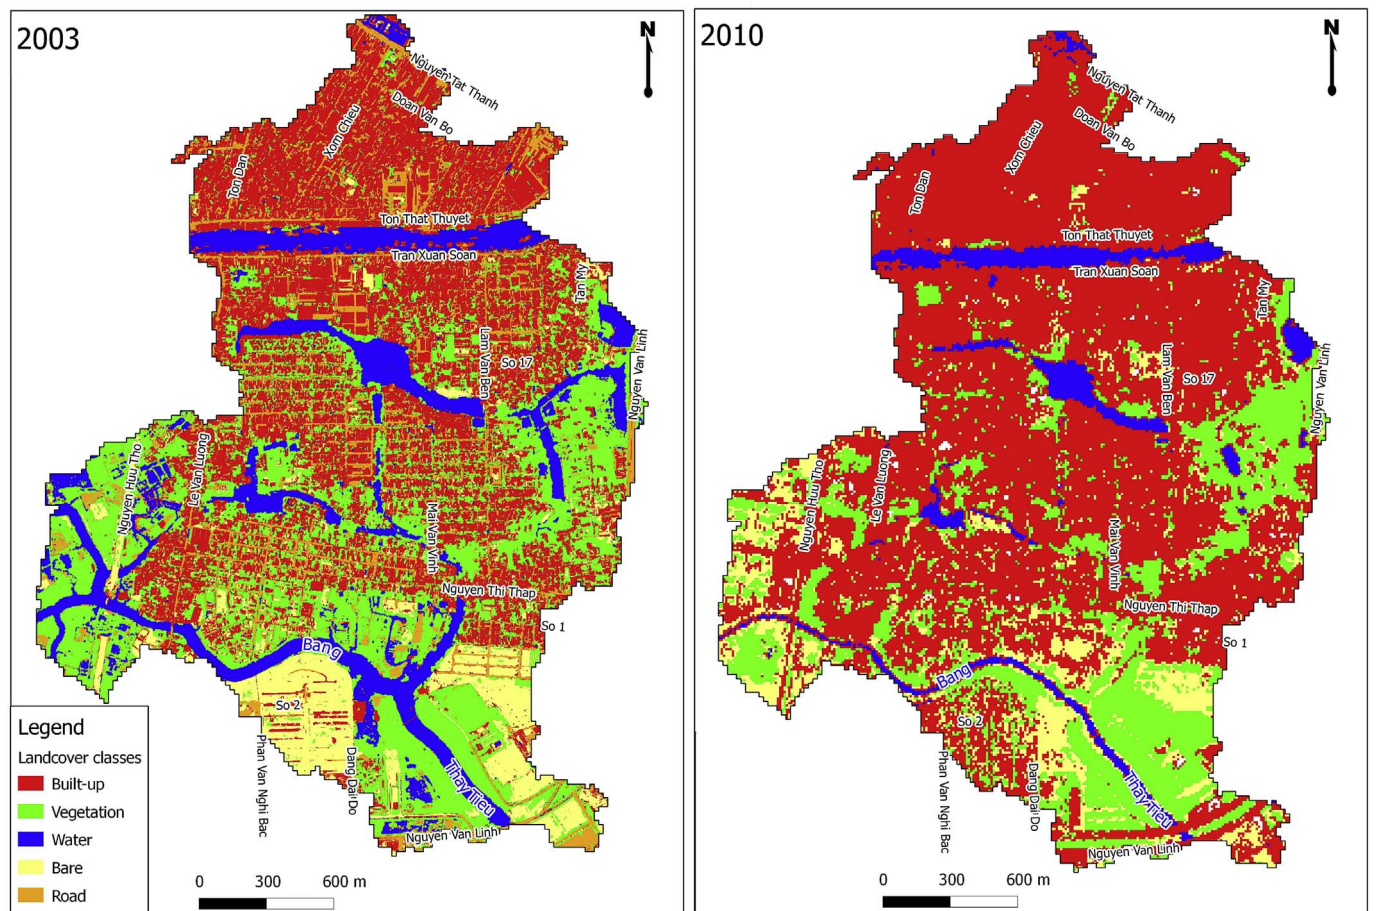 2003
N
Nguyen Tat Thanh
Doan Van Bo
Xom Chieu
Ton Dan
Ton That Thuyet
Tran Xuan Soan
Tan My
Nguyen Van Linh
Lam Van Ben
So 17
Nguyen Huu Tho
Le Van Luong
Mai Van Vinh
Nguyen Thi Thap
So 1
Bang
So 2
Phan Van Nghi Bac
Dang Dai Do
Thay Tieu
Nguyen Van Linh
Legend
Landcover classes
Built-up
Vegetation
Water
Bare
Road
0 300 600 m
2010
N
Nguyen Tat Thanh
Doan Van Bo
Xom Chieu
Ton Dan
Ton That Thuyet
Tran Xuan Soan
Tan My
Nguyen Van Linh
Lam Van Ben
So 17
Nguyen Huu Tho
Le Van Luong
Mai Van Vinh
Nguyen Thi Thap
So 1
Bang
So 2
Phan Van Nghi Bac
Dang Dai Do
Thay Tieu
Nguyen Van Linh
0 300 600 m